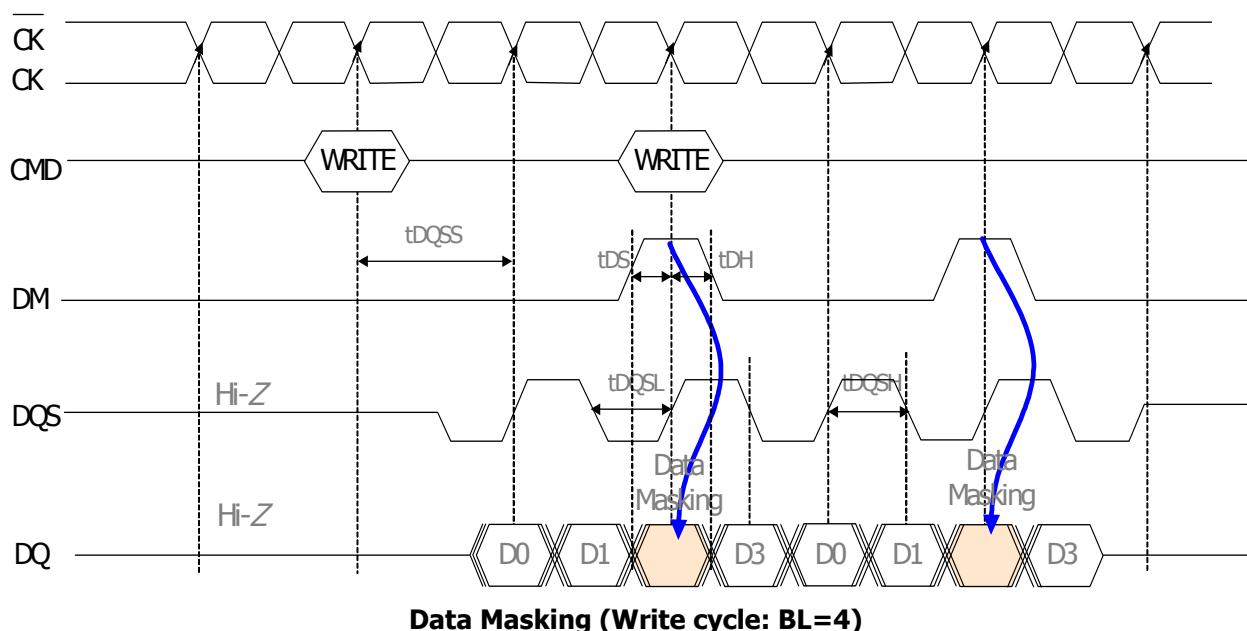 CK
CK
CMD
WRITE
WRITE
tDQSS
tDS
tDH
DM
Hi-Z
tDQSL
tDQSH
DQS
Data
Masking
Data
Masking
Hi-Z
DQ
D0
D1
D3
D0
D1
D3
Data Masking (Write cycle: BL=4)